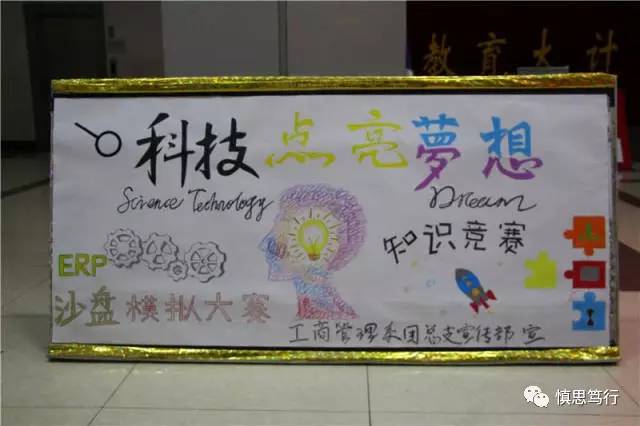 教育大计
科技点亮夢想
Science Technology
Dream
知识竞赛
ERP
沙盘模拟大赛
工商管理系团总支宣传部 宣
慎思笃行